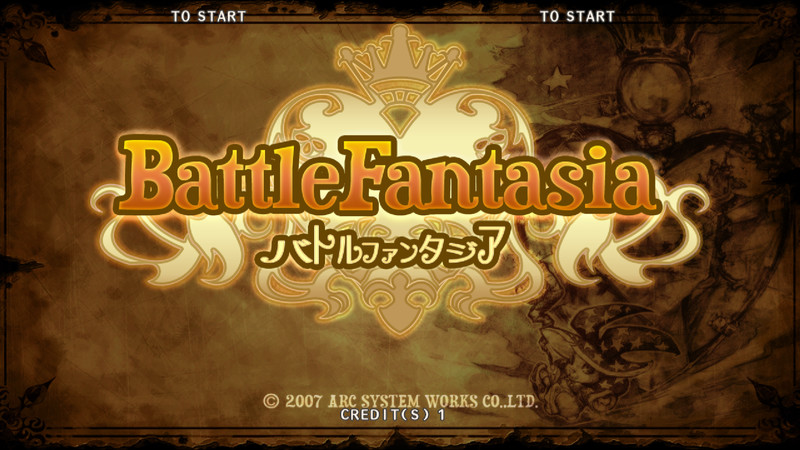 TO START TO START
BattleFantasia
バトルファンタジア
© 2007 ARC SYSTEM WORKS CO.,LTD.
CREDIT(S) 1